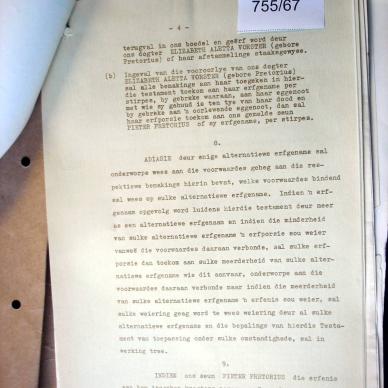 755/67
- 4 -
terugval in ons boedel en geërf word deur
ons dogter ELIZABETH ALETTA VORSTER (gebore
Pretorius) of haar afstammelinge staaksgewyse.
(b) Ingeval van die vooroorlye van ons dogter
ELIZABETH ALETTA VORSTER (gebore Pretorius)
sal alle bemakings aan haar toegeken in hier-
die testament toekom aan haar erfgename per
stirpes, by gebreke waaraan, aan haar eggenoot
met wie sy gehuud is ten tye van haar dood en
by gebreke aan 'n oorlewende eggenoot, dan sal
haar erfporsie toekom aan ons gemelde seun
PIETER PRETORIUS of sy erfgename, per stirpes.
8.
ADIASIE deur enige alternatiewe erfgenaam sal
onderworpe wees aan die voorwaardes geheg aan die res-
pektiewe bemakings hierin bevat, welke voorwaardes bindend
sal wees op sulke alternatiewe erfgename. Indien 'n erf-
genaam opgevolg word luidens hierdie testament deur meer
as een alternatiewe erfgenaam en indien die minderheid
van sulke alternatiewe erfgename 'n erfporsie sou weier
vanweë die voorwaardes daaraan verbonde, sal sulke erf-
porsie dan toekom aan sulke meerderheid van sulke alter-
natiewe erfgename wie dit aanvaar, onderworpe aan die
voorwaardes daaraan verbonde maar indien die meerderheid
van sulke alternatiewe erfgename 'n erfenis sou weier, sal
sulke weiering geag word te wees weiering deur al sulke
alternatiewe erfgename en die bepalings van hierdie Testa-
ment van toepassing onder sulke omstandighede, sal in
werking tree.
9.
INDIEN ons seun PIETER PRETORIUS die erfenis